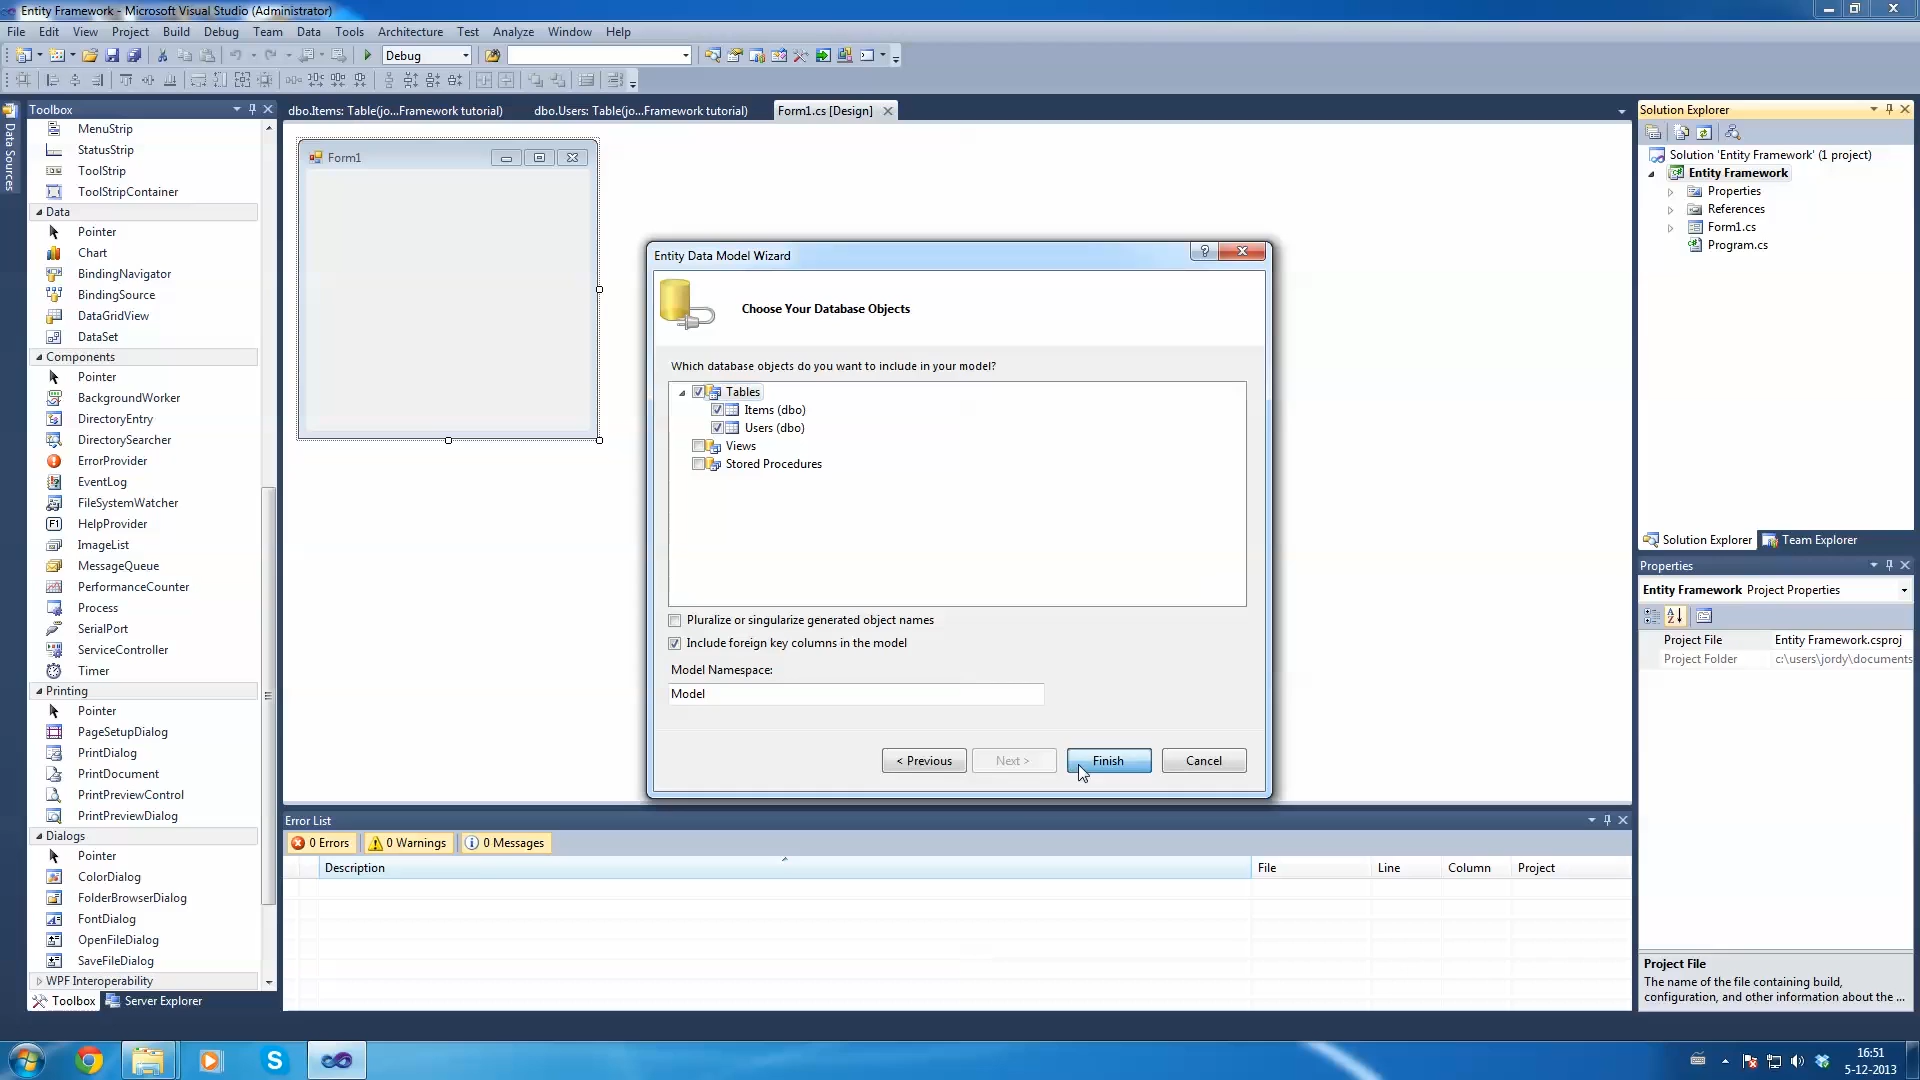 Entity Framework - Microsoft Visual Studio (Administrator)
File Edit View Project Build Debug Team Data Tools Architecture Test Analyze Window Help
Debug
Data Sources
Toolbox
MenuStrip
StatusStrip
ToolStrip
ToolStripContainer
Data
Pointer
Chart
BindingNavigator
BindingSource
DataGridView
DataSet
Components
Pointer
BackgroundWorker
DirectoryEntry
DirectorySearcher
ErrorProvider
EventLog
FileSystemWatcher
HelpProvider
ImageList
MessageQueue
PerformanceCounter
Process
SerialPort
ServiceController
Timer
Printing
Pointer
PageSetupDialog
PrintDialog
PrintDocument
PrintPreviewControl
PrintPreviewDialog
Dialogs
Pointer
ColorDialog
FolderBrowserDialog
FontDialog
OpenFileDialog
SaveFileDialog
WPF Interoperability
Toolbox Server Explorer
dbo.Items: Table(jo...Framework tutorial) dbo.Users: Table(jo...Framework tutorial) Form1.cs [Design]
Form1
Entity Data Model Wizard
Choose Your Database Objects
Which database objects do you want to include in your model?
Tables
Items (dbo)
Users (dbo)
Views
Stored Procedures
Pluralize or singularize generated object names
Include foreign key columns in the model
Model Namespace:
Model
< Previous Next > Finish Cancel
Error List
0 Errors 0 Warnings 0 Messages
Description File Line Column Project
Solution Explorer
Solution 'Entity Framework' (1 project)
Entity Framework
Properties
References
Form1.cs
Program.cs
Solution Explorer Team Explorer
Properties
Entity Framework Project Properties
Project File Entity Framework.csproj
Project Folder c:\users\jordy\documents
Project File
The name of the file containing build,
configuration, and other information about the ...
16:51
5-12-2013